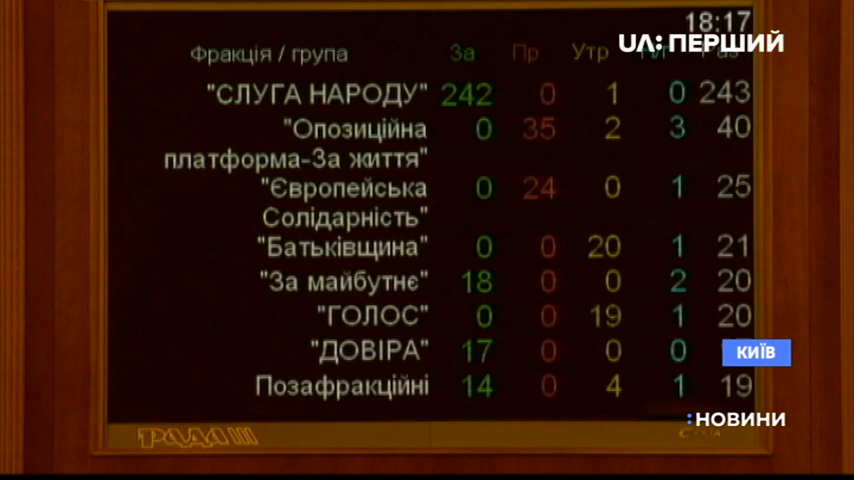 18:17
UA: ПЕРШИЙ
Фракція / група За Пр Утр
"СЛУГА НАРОДУ" 242 0 1 0 243
"Опозиційна 0 35 2 3 40
платформа-За життя"
"Європейська 0 24 0 1 25
Солідарність"
"Батьківщина" 0 0 20 1 21
"За майбутнє" 18 0 0 2 20
"ГОЛОС" 0 0 19 1 20
"ДОВІРА" 17 0 0 0
КИЇВ
Позафракційні 14 0 4 1 19
:НОВИНИ
РАДА III